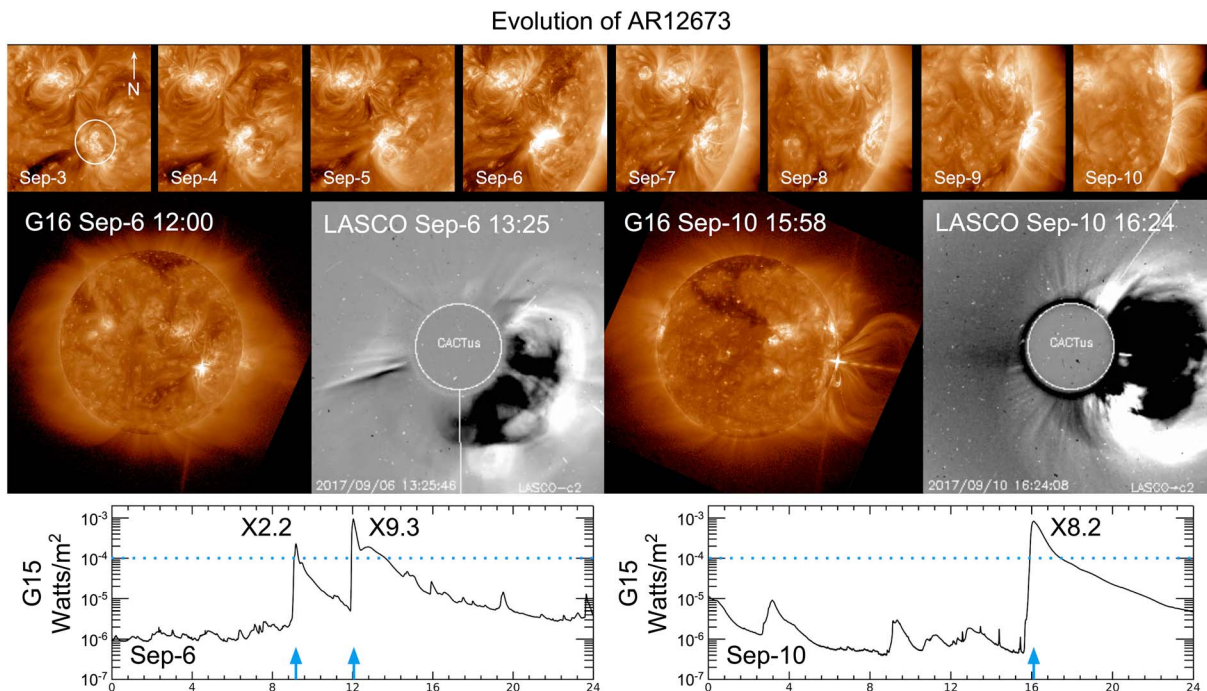 Evolution of AR12673
N
Sep-3
Sep-4
Sep-5
Sep-6
Sep-7
Sep-8
Sep-9
Sep-10
G16 Sep-6 12:00
LASCO Sep-6 13:25
G16 Sep-10 15:58
LASCO Sep-10 16:24
CACTus
CACTus
2017/09/06 13:25:46
LASCO-c2
2017/09/10 16:24:08
LASCO-c2
G15
Watts/m²
10⁻³
10⁻⁴
10⁻⁵
10⁻⁶
10⁻⁷
X2.2
X9.3
Sep-6
0 4 8 12 16 20 24
G15
Watts/m²
10⁻³
10⁻⁴
10⁻⁵
10⁻⁶
10⁻⁷
X8.2
Sep-10
0 4 8 12 16 20 24